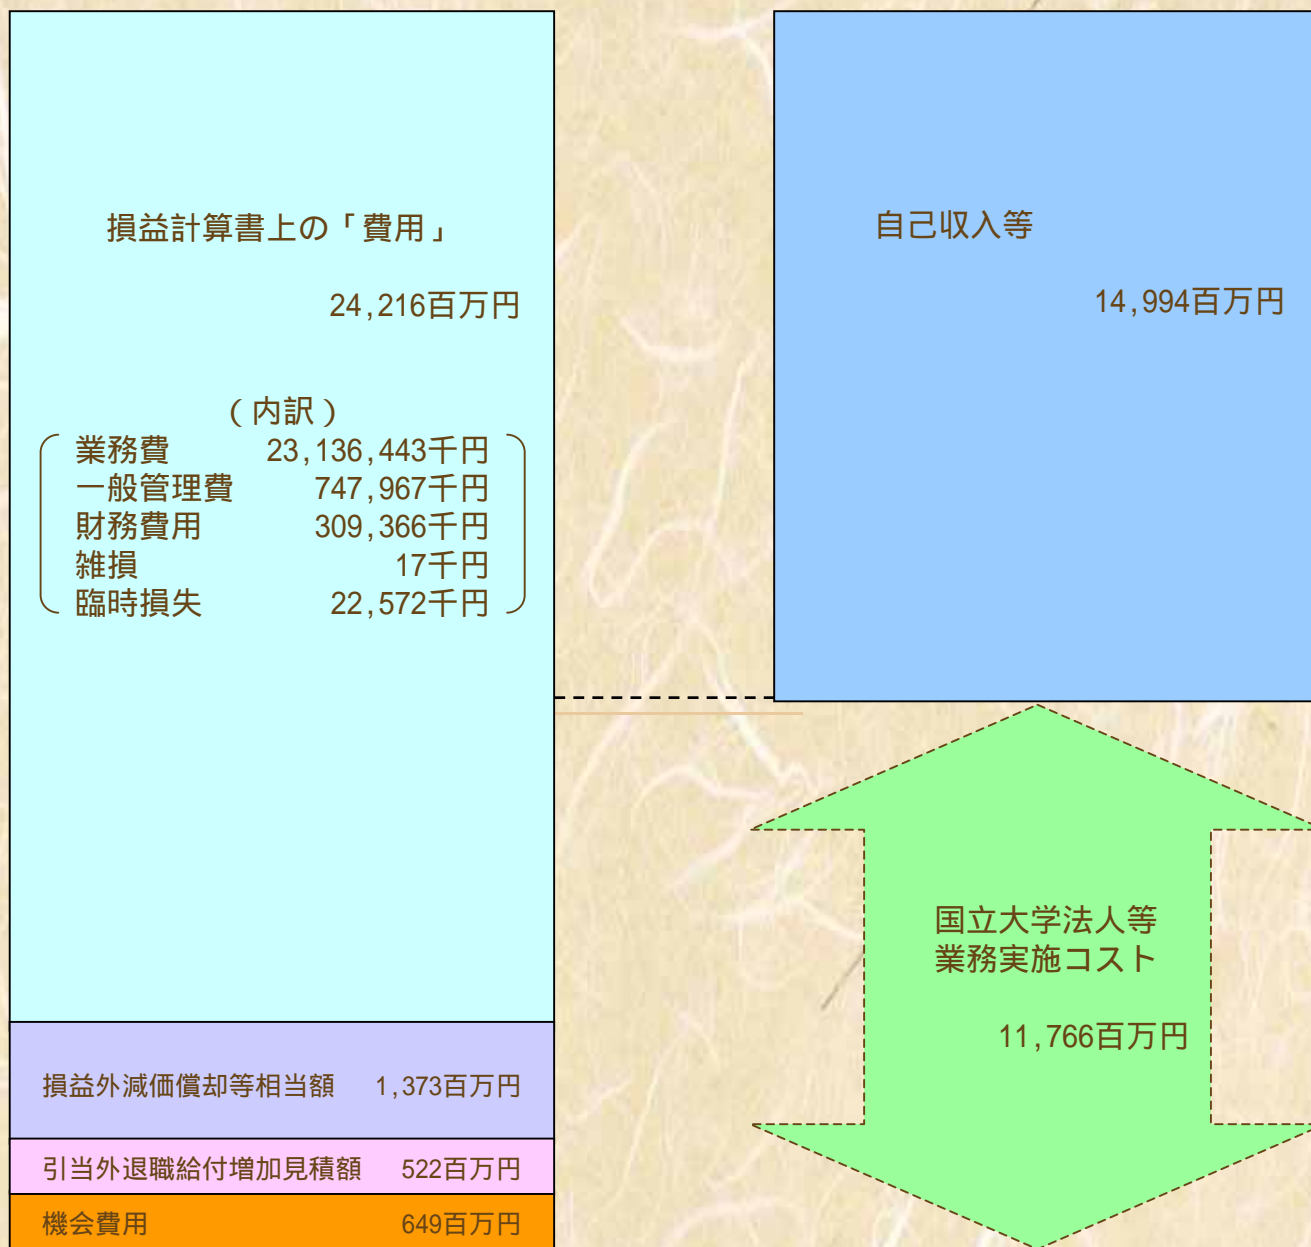 損益計算書上の「費用」
24,216百万円
（内訳）
業務費 23,136,443千円
一般管理費 747,967千円
財務費用 309,366千円
雑損 17千円
臨時損失 22,572千円
損益外減価償却等相当額 1,373百万円
引当外退職給付増加見積額 522百万円
機会費用 649百万円
自己収入等
14,994百万円
国立大学法人等
業務実施コスト
11,766百万円